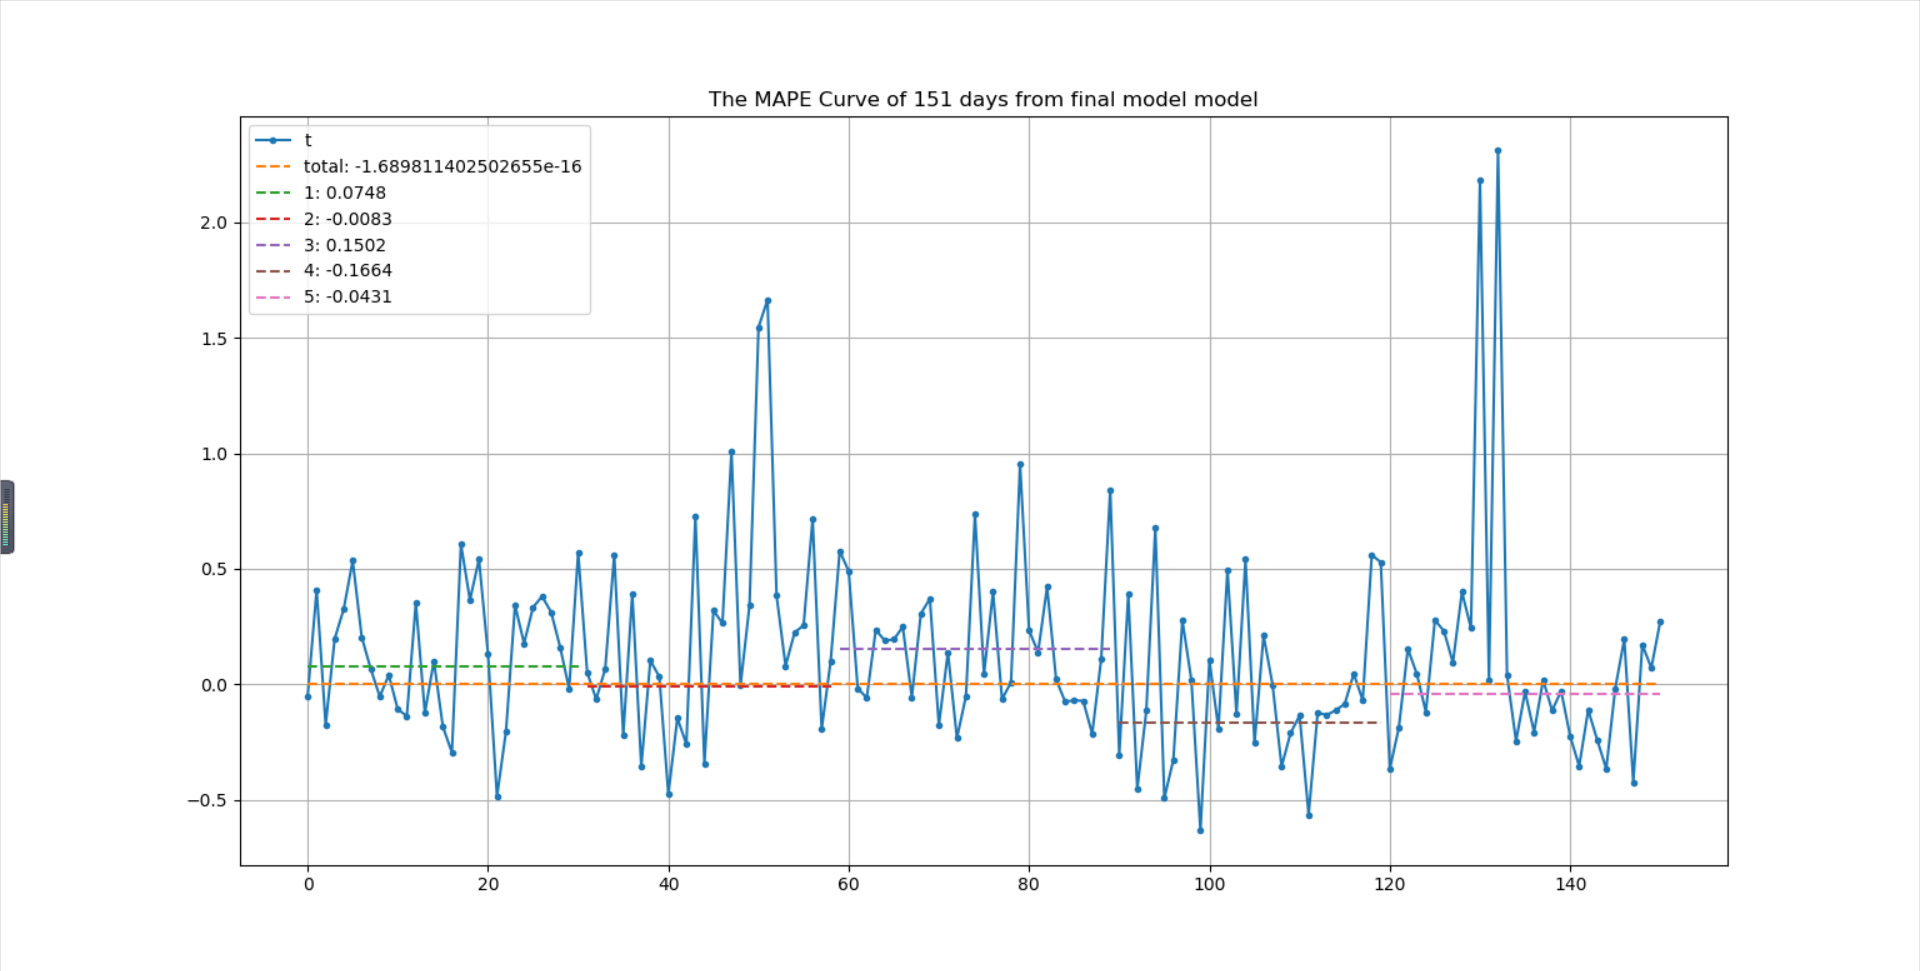 The MAPE Curve of 151 days from final model model
t
total: -1.689811402502655e-16
1: 0.0748
2: -0.0083
3: 0.1502
4: -0.1664
5: -0.0431
2.0
1.5
1.0
0.5
0.0
−0.5
0 20 40 60 80 100 120 140